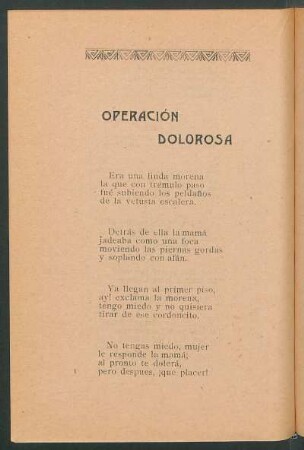 OPERACIÓN
DOLOROSA
Era una linda morena
la que con trémulo paso
fué subiendo los peldaños
de la vetusta escalera.
Detrás de ella la mamá
jadeaba como una foca
moviendo las piernas gordas
y soplando con afán.
Ya llegan al primer piso,
ay! exclama la morena,
tengo miedo y no quisiera
tirar de ese cordoncito.
No tengas miedo, mujer
le responde la mamá,
al pronto te dolerá,
pero despues, ¡que placer!